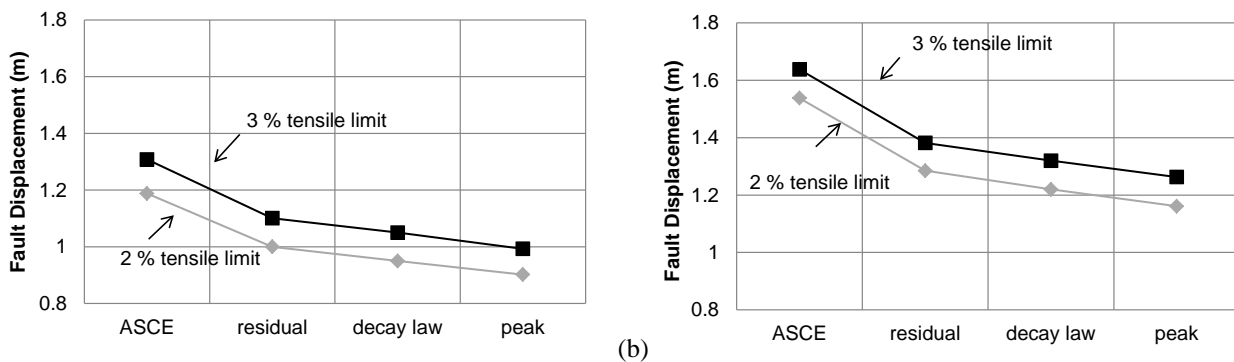 Fault Displacement (m)
1.8
1.6
1.4
1.2
1
0.8
3 % tensile limit
2 % tensile limit
ASCE residual decay law peak
(b)
Fault Displacement (m)
1.8
1.6
1.4
1.2
1
0.8
3 % tensile limit
2 % tensile limit
ASCE residual decay law peak